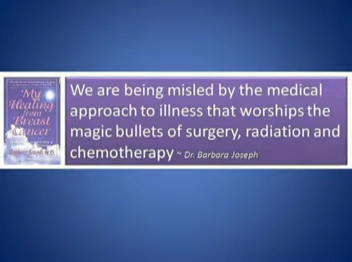 My
Healing
from
Breast
Cancer
We are being misled by the medical
approach to illness that worships the
magic bullets of surgery, radiation and
chemotherapy ~ Dr. Barbara Joseph